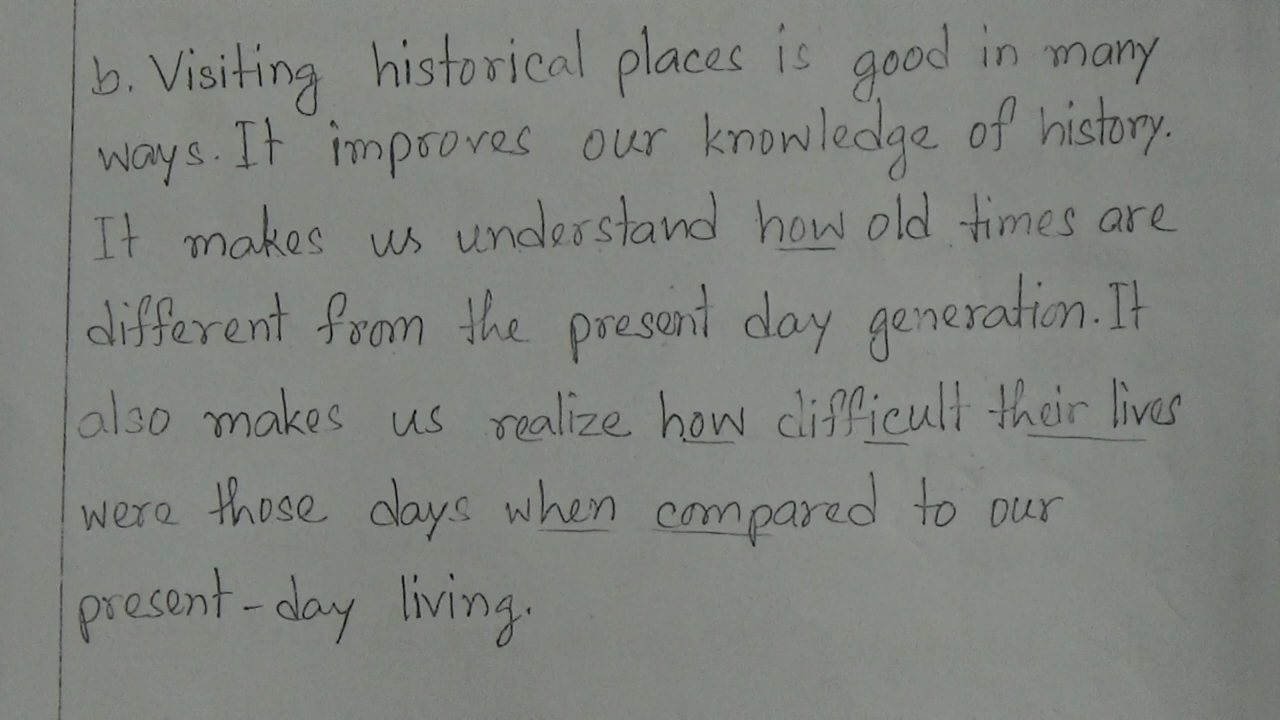 b. Visiting historical places is good in many
ways. It improves our knowledge of history.
It makes us understand how old times are
different from the present day generation. It
also makes us realize how difficult their lives
were those days when compared to our
present-day living.